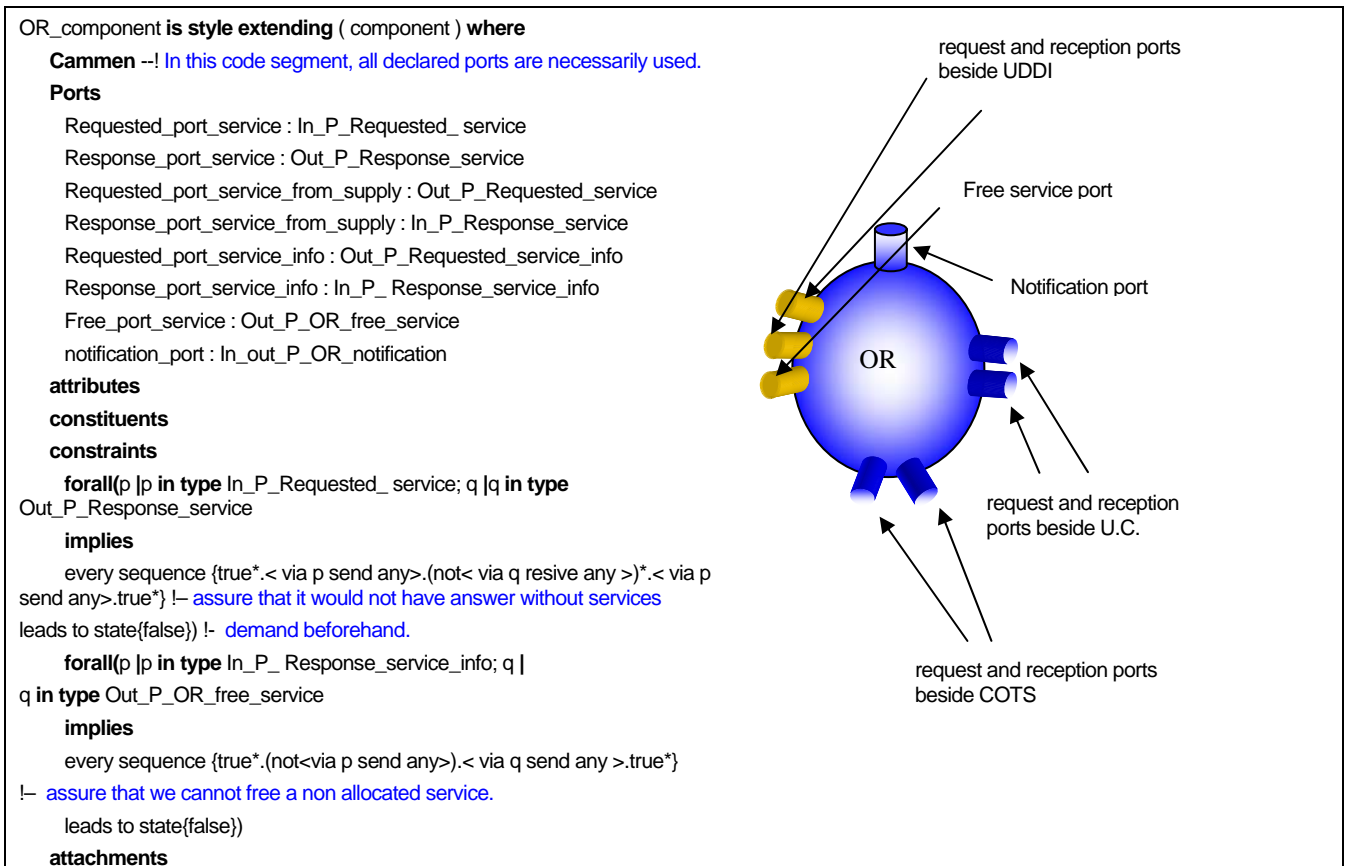 OR_component is style extending ( component ) where
Cammen --! In this code segment, all declared ports are necessarily used.
Ports
Requested_port_service : In_P_Requested_ service
Response_port_service : Out_P_Response_service
Requested_port_service_from_supply : Out_P_Requested_service
Response_port_service_from_supply : In_P_Response_service
Requested_port_service_info : Out_P_Requested_service_info
Response_port_service_info : In_P_ Response_service_info
Free_port_service : Out_P_OR_free_service
notification_port : In_out_P_OR_notification
attributes
constituents
constraints
forall(p |p in type In_P_Requested_ service; q |q in type
Out_P_Response_service
implies
every sequence {true*.< via p send any>.(not< via q resive any >)*.< via p
send any>.true*} !– assure that it would not have answer without services
leads to state{false}) !- demand beforehand.
forall(p |p in type In_P_ Response_service_info; q |
q in type Out_P_OR_free_service
implies
every sequence {true*.(not<via p send any>).< via q send any >.true*}
!– assure that we cannot free a non allocated service.
leads to state{false})
attachments
request and reception ports
beside UDDI
Free service port
Notification port
OR
request and reception
ports beside U.C.
request and reception ports
beside COTS